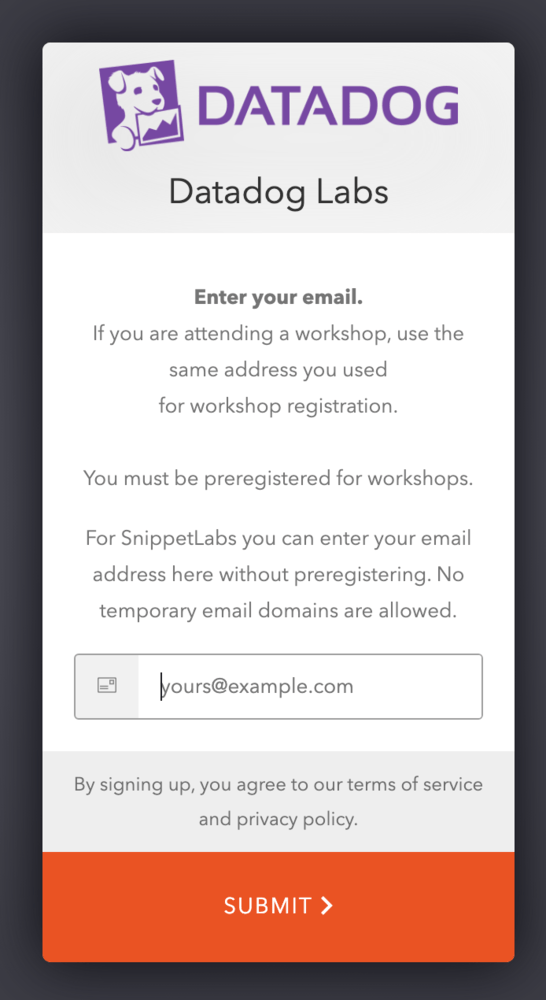 DATADOG
Datadog Labs
Enter your email.
If you are attending a workshop, use the
same address you used
for workshop registration.
You must be preregistered for workshops.
For SnippetLabs you can enter your email
address here without preregistering. No
temporary email domains are allowed.
yours@example.com
By signing up, you agree to our terms of service
and privacy policy.
SUBMIT